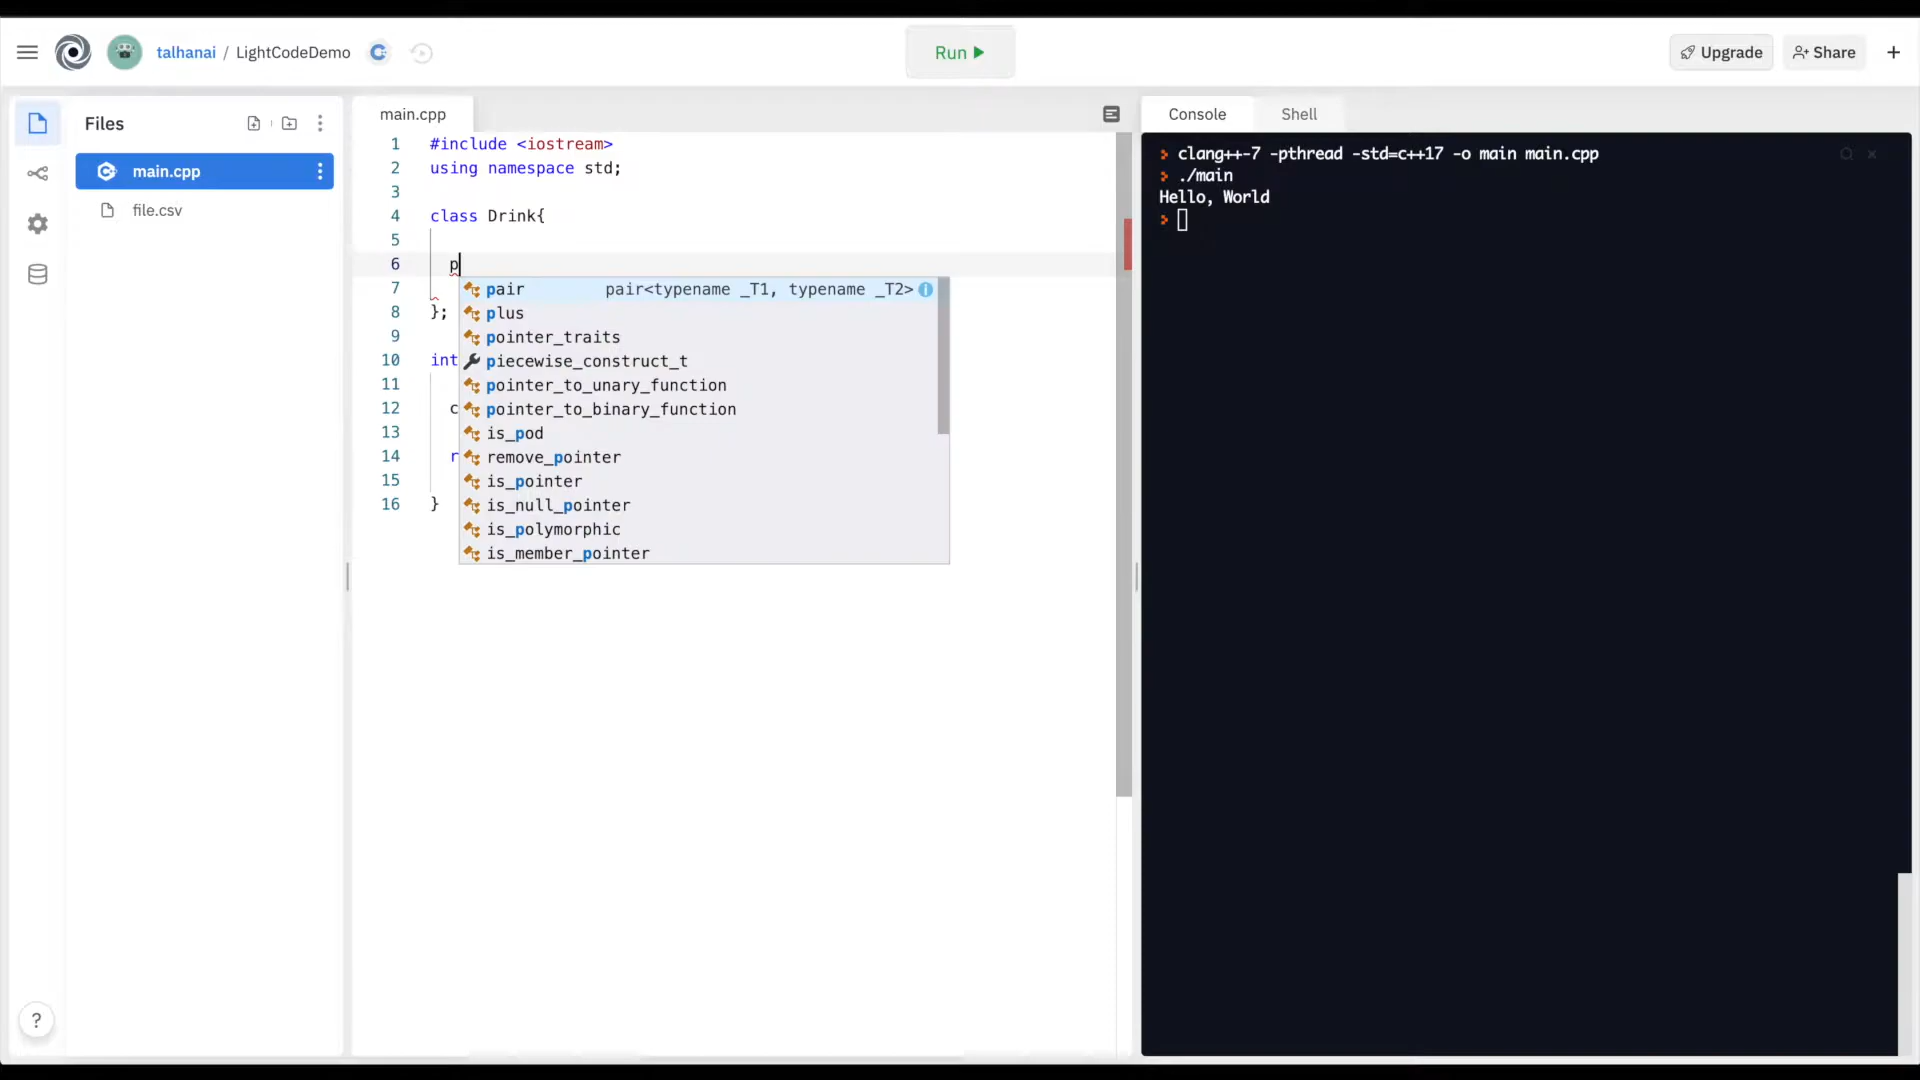 talhanai / LightCodeDemo
Run
Upgrade
Share
Files
main.cpp
file.csv
main.cpp
1 #include <iostream>
2 using namespace std;
3
4 class Drink{
5
6 p
7
8 };
9
10 int
11
12 c
13
14 r
15
16 }
pair pair<typename _T1, typename _T2>
plus
pointer_traits
piecewise_construct_t
pointer_to_unary_function
pointer_to_binary_function
is_pod
remove_pointer
is_pointer
is_null_pointer
is_polymorphic
is_member_pointer
Console
Shell
> clang++-7 -pthread -std=c++17 -o main main.cpp
> ./main
Hello, World
>
?